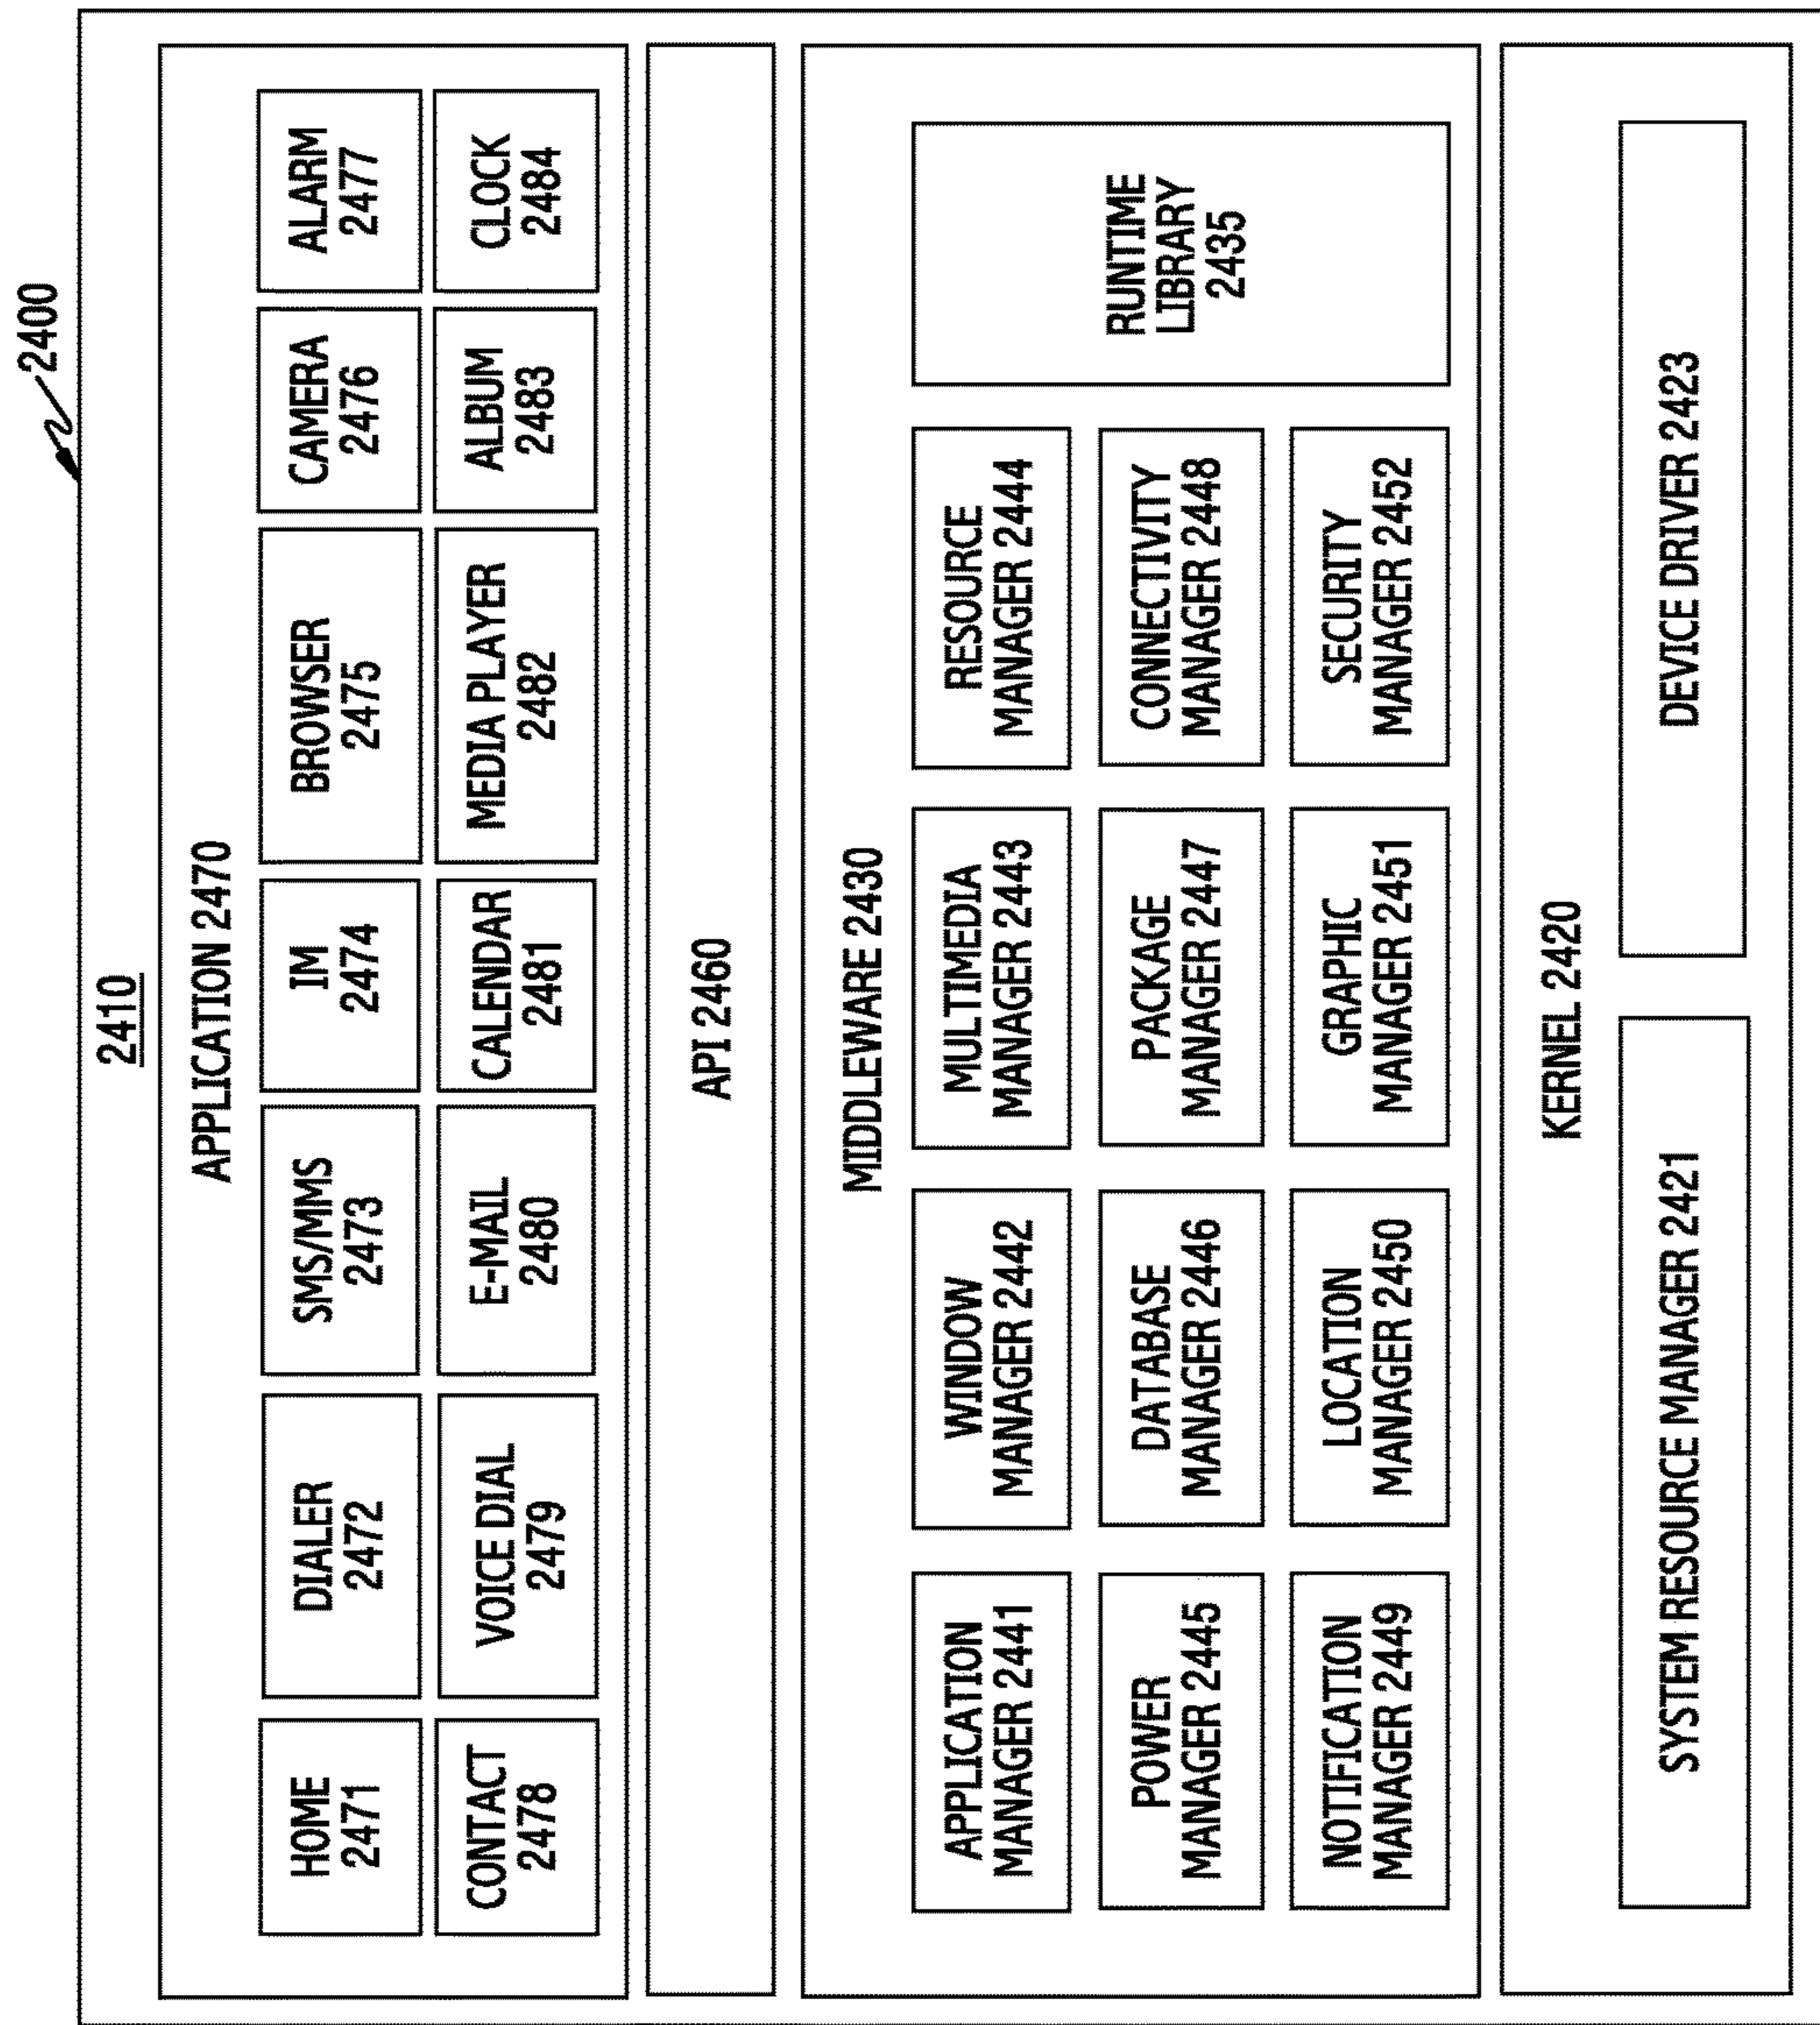 2400
2410
APPLICATION 2470
HOME
2471
DIALER
2472
SMS/MMS
2473
IM
2474
BROWSER
2475
CAMERA
2476
ALARM
2477
CONTACT
2478
VOICE DIAL
2479
E-MAIL
2480
CALENDAR
2481
MEDIA PLAYER
2482
ALBUM
2483
CLOCK
2484
API 2460
MIDDLEWARE 2430
APPLICATION
MANAGER 2441
WINDOW
MANAGER 2442
MULTIMEDIA
MANAGER 2443
RESOURCE
MANAGER 2444
RUNTIME
LIBRARY
2435
POWER
MANAGER 2445
DATABASE
MANAGER 2446
PACKAGE
MANAGER 2447
CONNECTIVITY
MANAGER 2448
NOTIFICATION
MANAGER 2449
LOCATION
MANAGER 2450
GRAPHIC
MANAGER 2451
SECURITY
MANAGER 2452
KERNEL 2420
SYSTEM RESOURCE MANAGER 2421
DEVICE DRIVER 2423